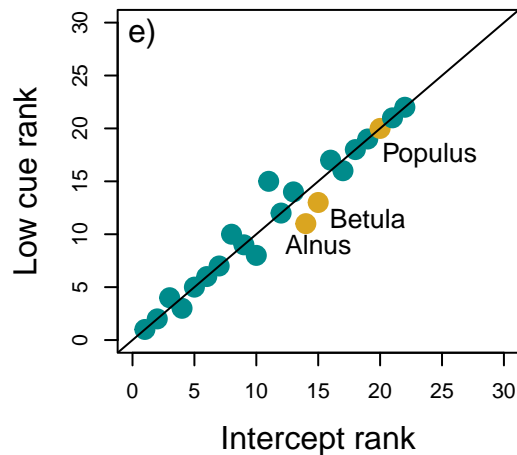 e)
Low cue rank
30
25
20
15
10
5
0
Populus
Betula
Alnus
0 5 10 15 20 25 30
Intercept rank